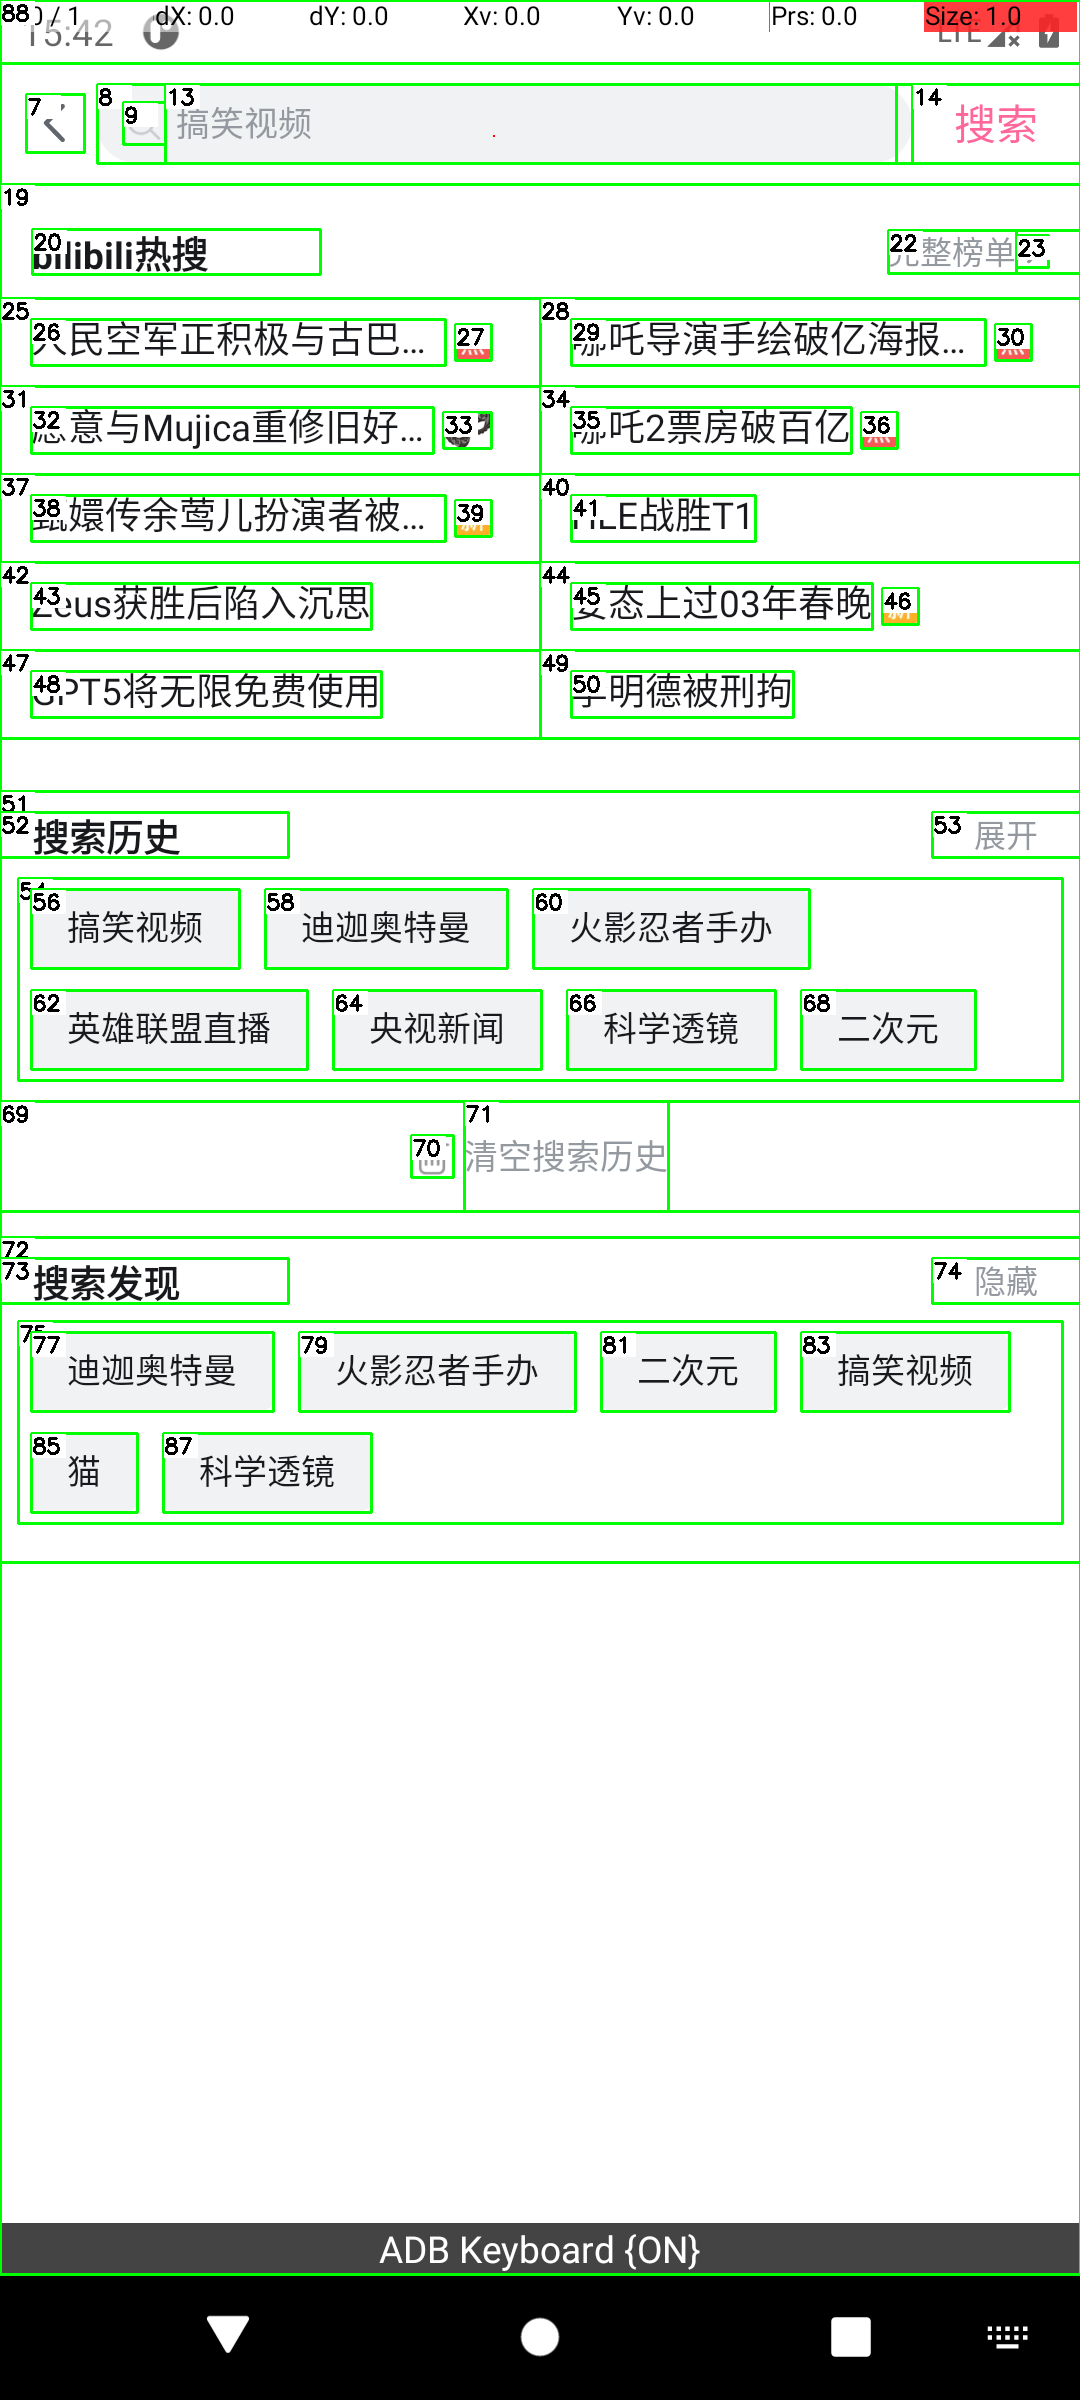 0 / 1 dX: 0.0 dY: 0.0 Xv: 0.0 Yv: 0.0 Prs: 0.0 Size: 1.0
88 15:42 LTE
7 8 9 13 搞笑视频 14 搜索
19
20 bilibili热搜 22 完整榜单 23
25 28
26 人民空军正积极与古巴... 27 29 哪吒导演手绘破亿海报... 30
31 34
32 意与Mujica重修旧好... 33 35 哪吒2票房破百亿 36
37 40
38 甄嬛传余莺儿扮演者被... 39 41 HLE战胜T1
42 44
43 Zeus获胜后陷入沉思 45 态上过03年春晚 46
47 49
48 GPT5将无限免费使用 50 李明德被刑拘
51
52 搜索历史 53 展开
54
56 搞笑视频 58 迪迦奥特曼 60 火影忍者手办
62 英雄联盟直播 64 央视新闻 66 科学透镜 68 二次元
69 70 71 清空搜索历史
72
73 搜索发现 74 隐藏
75
77 迪迦奥特曼 79 火影忍者手办 81 二次元 83 搞笑视频
85 猫 87 科学透镜
ADB Keyboard {ON}